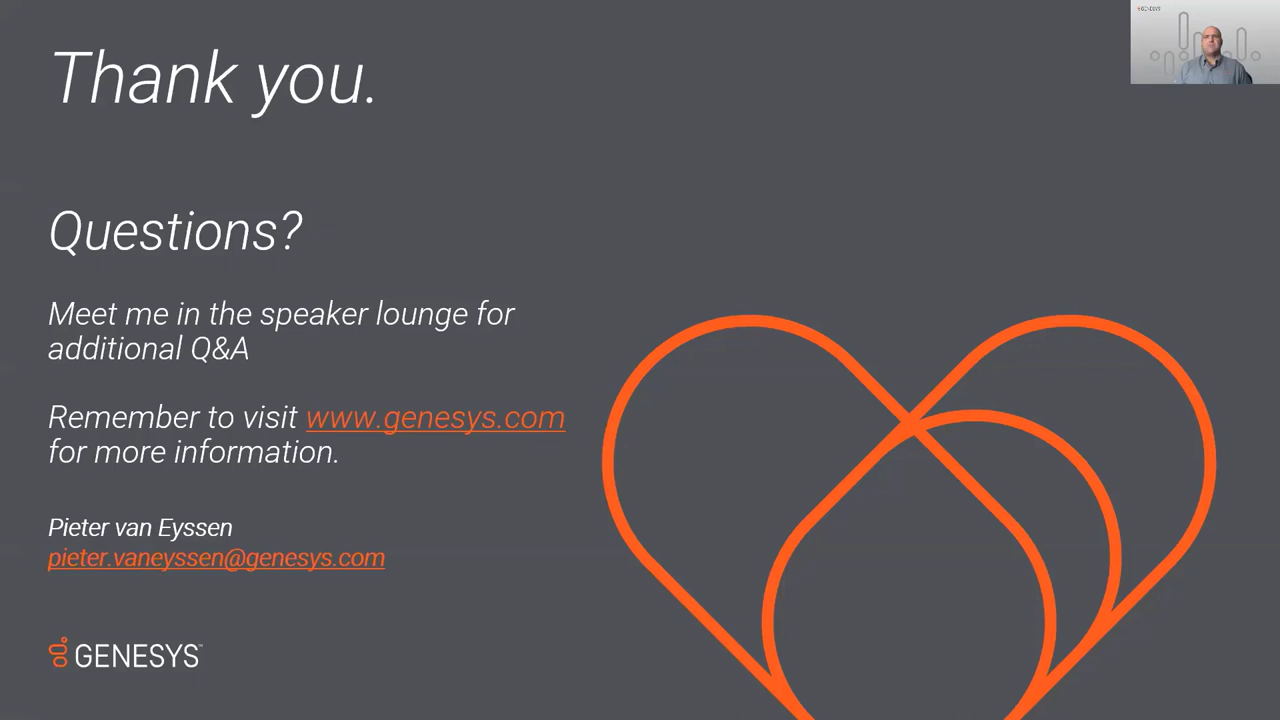 GENESYS
Thank you.
Questions?
Meet me in the speaker lounge for
additional Q&A
Remember to visit www.genesys.com
for more information.
Pieter van Eyssen
pieter.vaneyssen@genesys.com
GENESYS™